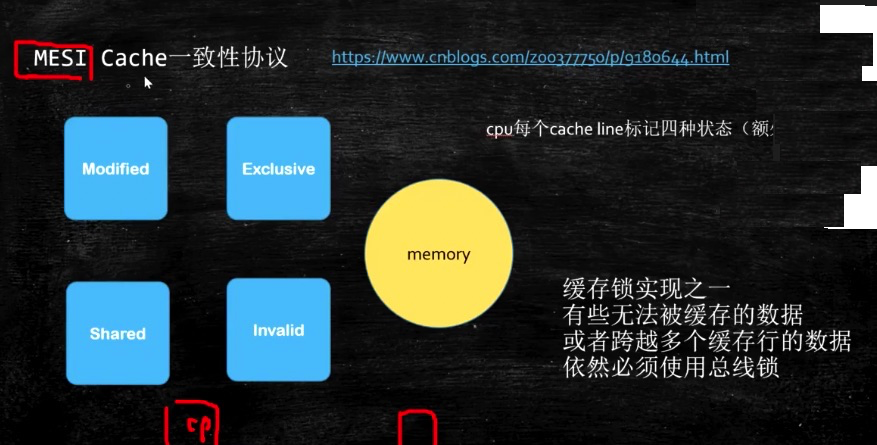 MESI Cache一致性协议
https://www.cnblogs.com/z00377750/p/9180644.html
cpu每个cache line标记四种状态（额
Modified
Exclusive
memory
Shared
Invalid
缓存锁实现之一
有些无法被缓存的数据
或者跨越多个缓存行的数据
依然必须使用总线锁
cp